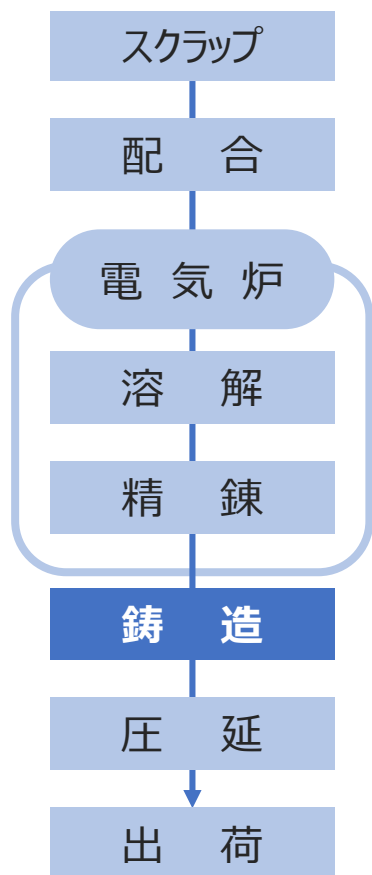 スクラップ
配　合
電 気 炉
溶　解
精　錬
鋳　造
圧　延
出　荷